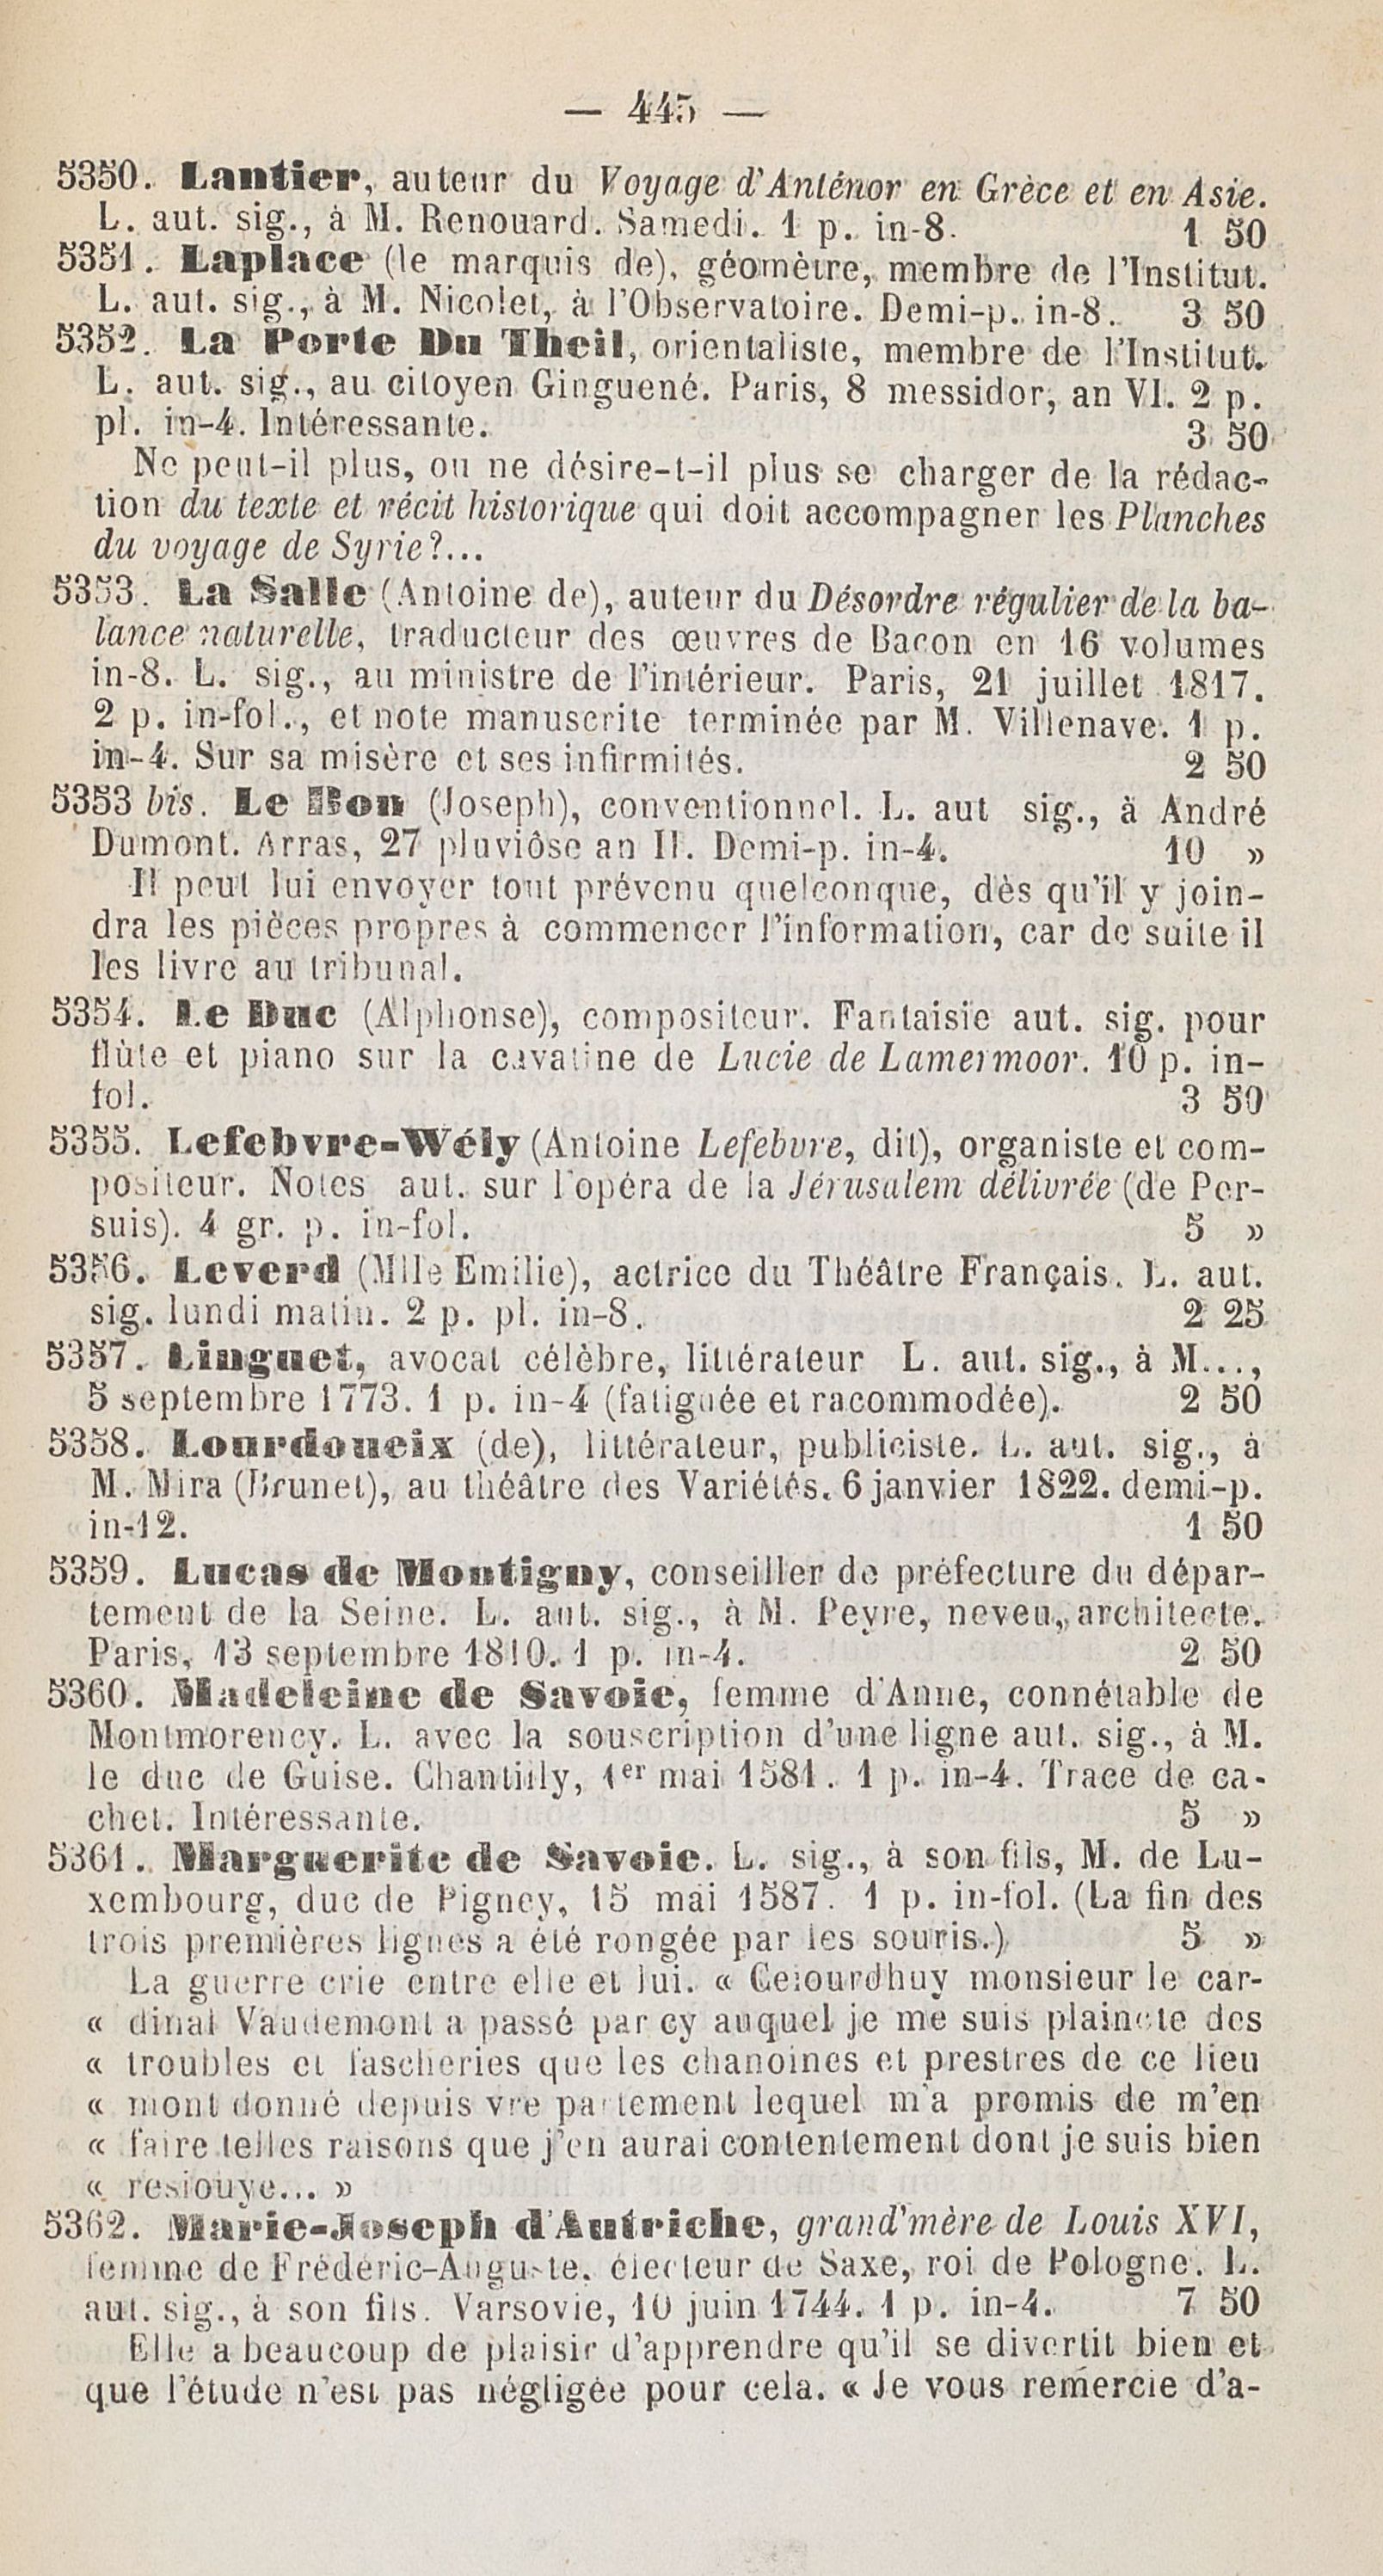 — 445 —
5350. Lantier, auteur du Voyage d'Anténor en Grèce et en Asie.
L. aut. sig., à M. Renouard. Samedi. 1 p. in-8. 1 50
5351. Laplace (le marquis de), géomètre, membre de l'Institut.
L. aut. sig., à M. Nicolet, à l'Observatoire. Demi-p. in-8. 3 50
5352. La Porte Du Theil, orientaliste, membre de l'Institut.
L. aut. sig., au citoyen Ginguené. Paris, 8 messidor, an VI. 2 p.
pl. in-4. Intéressante. 3 50
Ne peut-il plus, ou ne désire-t-il plus se charger de la rédac-
tion du texte et récit historique qui doit accompagner les Planches
du voyage de Syrie?...
5353. La Salle (Antoine de), auteur du Désordre régulier de la ba-
lance naturelle, traducteur des œuvres de Bacon en 16 volumes
in-8. L. sig., au ministre de l'intérieur. Paris, 21 juillet 1817.
2 p. in-fol., et note manuscrite terminée par M. Villenave. 1 p.
in-4. Sur sa misère et ses infirmités. 2 50
5353 bis. Le Bon (Joseph), conventionnel. L. aut sig., à André
Dumont. Arras, 27 pluviôse an II. Demi-p. in-4. 10 »
Il peut lui envoyer tout prévenu quelconque, dès qu'il y join-
dra les pièces propres à commencer l'information, car de suite il
les livre au tribunal.
5354. Le Duc (Alphonse), compositeur. Fantaisie aut. sig. pour
flûte et piano sur la cavatine de Lucie de Lamermoor. 10 p. in-
fol. 3 50
5355. Lefebvre-Wély (Antoine Lefebvre, dit), organiste et com-
positeur. Notes aut. sur l'opéra de la Jérusalem délivrée (de Per-
suis). 4 gr. p. in-fol. 5 »
5356. Leverd (Mlle Emilie), actrice du Théâtre Français. L. aut.
sig. lundi matin. 2 p. pl. in-8. 2 25
5357. Linguet, avocat célèbre, littérateur L. aut. sig., à M...,
5 septembre 1773. 1 p. in-4 (fatiguée et racommodée). 2 50
5358. Lourdoueix (de), littérateur, publiciste. L. aut. sig., à
M. Mira (Brunet), au théâtre des Variétés. 6 janvier 1822. demi-p.
in-12. 1 50
5359. Lucas de Montigny, conseiller de préfecture du dépar-
tement de la Seine. L. aut. sig., à M. Peyre, neveu, architecte.
Paris, 13 septembre 1810. 1 p. in-4. 2 50
5360. Madeleine de Savoie, femme d'Anne, connétable de
Montmorency. L. avec la souscription d'une ligne aut. sig., à M.
le duc de Guise. Chantilly, 1er mai 1581. 1 p. in-4. Trace de ca-
chet. Intéressante. 5 »
5361. Marguerite de Savoie. L. sig., à son fils, M. de Lu-
xembourg, duc de Pigney, 15 mai 1587. 1 p. in-fol. (La fin des
trois premières lignes a été rongée par les souris.) 5 »
La guerre crie entre elle et lui. « Ceiourdhuy monsieur le car-
« dinal Vaudemont a passé par cy auquel je me suis plaincte des
« troubles et fascheries que les chanoines et prestres de ce lieu
« mont donné depuis vre partement lequel m'a promis de m'en
« faire telles raisons que j'en aurai contentement dont je suis bien
« resiouye... »
5362. Marie-Joseph d'Autriche, grand'mère de Louis XVI,
femme de Frédéric-Auguste, électeur de Saxe, roi de Pologne. L.
aut. sig., à son fils. Varsovie, 10 juin 1744. 1 p. in-4. 7 50
Elle a beaucoup de plaisir d'apprendre qu'il se divertit bien et
que l'étude n'est pas négligée pour cela. « Je vous remercie d'a-